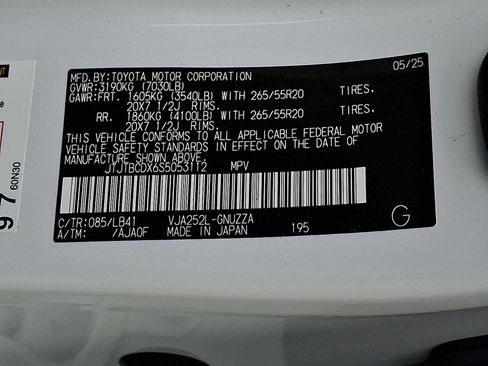 MFD. BY: TOYOTA MOTOR CORPORATION 05/25
GVWR: 3190KG (7030LB)
GAWR: FRT. 1605KG (3540LB) WITH 265/55R20 TIRES.
20X7 1/2J RIMS.
RR. 1860KG (4100LB) WITH 265/55R20 TIRES.
20X7 1/2J RIMS.
THIS VEHICLE CONFORMS TO ALL APPLICABLE FEDERAL MOTOR
VEHICLE SAFETY STANDARDS IN EFFECT ON THE DATE OF
MANUFACTURE SHOWN ABOVE.
JTJTBCDX6S5053112 MPV
C/TR: 085/LB41 VJA252L-GNUZZA
A/TM: /AJA0F MADE IN JAPAN 195
G
97
60N30